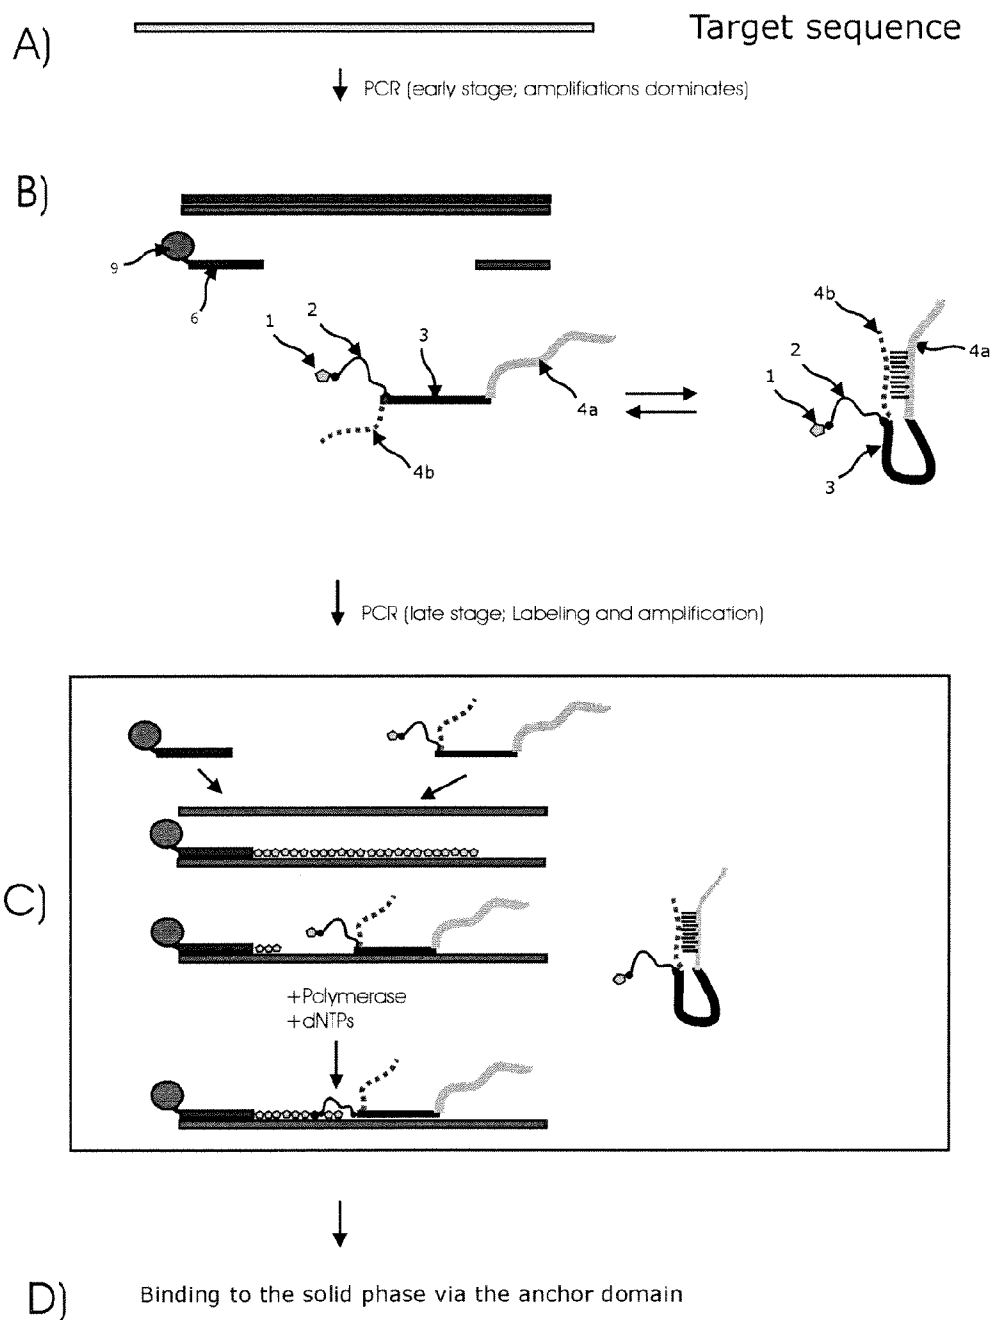 A)
Target sequence
PCR (early stage; amplifiations dominates)
B)
9
6
1
2
3
4a
4b
4b
4a
2
1
3
PCR (late stage; Labeling and amplification)
C)
+Polymerase
+dNTPs
D)
Binding to the solid phase via the anchor domain